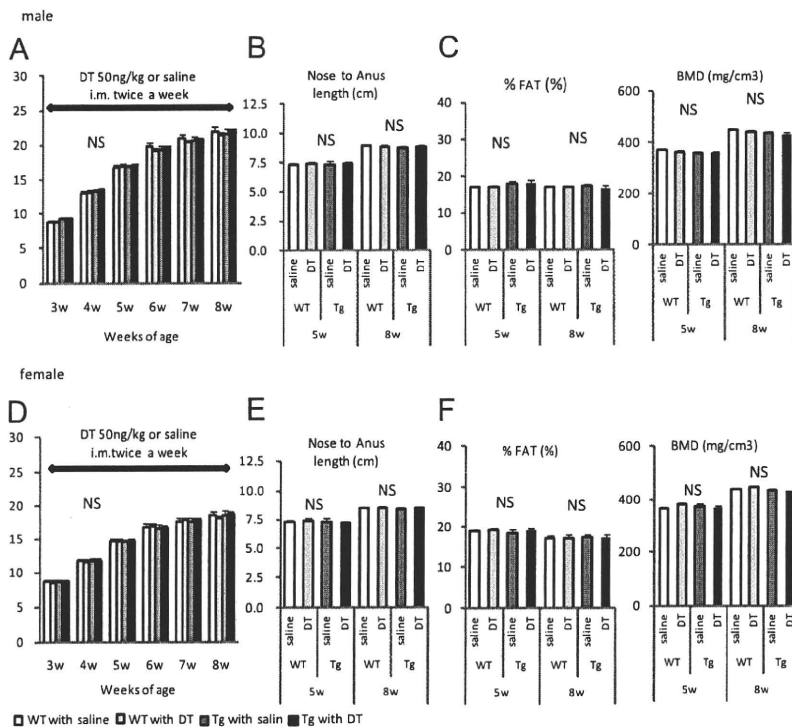 male
A
DT 50ng/kg or saline
i.m. twice a week
NS
30
25
20
15
10
5
0
3w 4w 5w 6w 7w 8w
Weeks of age
B
Nose to Anus
length (cm)
NS NS
12.5
10.0
7.5
5.0
2.5
0.0
saline DT saline DT saline DT saline DT
WT Tg WT Tg
5w 8w
C
% FAT (%)
NS NS
40
30
20
10
0
saline DT saline DT saline DT saline DT
WT Tg WT Tg
5w 8w
BMD (mg/cm3)
NS NS
600
400
200
0
saline DT saline DT saline DT saline DT
WT Tg WT Tg
5w 8w
female
D
DT 50ng/kg or saline
i.m.twice a week
NS
30
25
20
15
10
5
0
3w 4w 5w 6w 7w 8w
Weeks of age
E
Nose to Anus
length (cm)
NS NS
12.5
10.0
7.5
5.0
2.5
0.0
saline DT saline DT saline DT saline DT
WT Tg WT Tg
5w 8w
F
% FAT (%)
NS NS
40
30
20
10
0
saline DT saline DT saline DT saline DT
WT Tg WT Tg
5w 8w
BMD (mg/cm3)
NS NS
600
400
200
0
saline DT saline DT saline DT saline DT
WT Tg WT Tg
5w 8w
WT with saline WT with DT Tg with salin Tg with DT